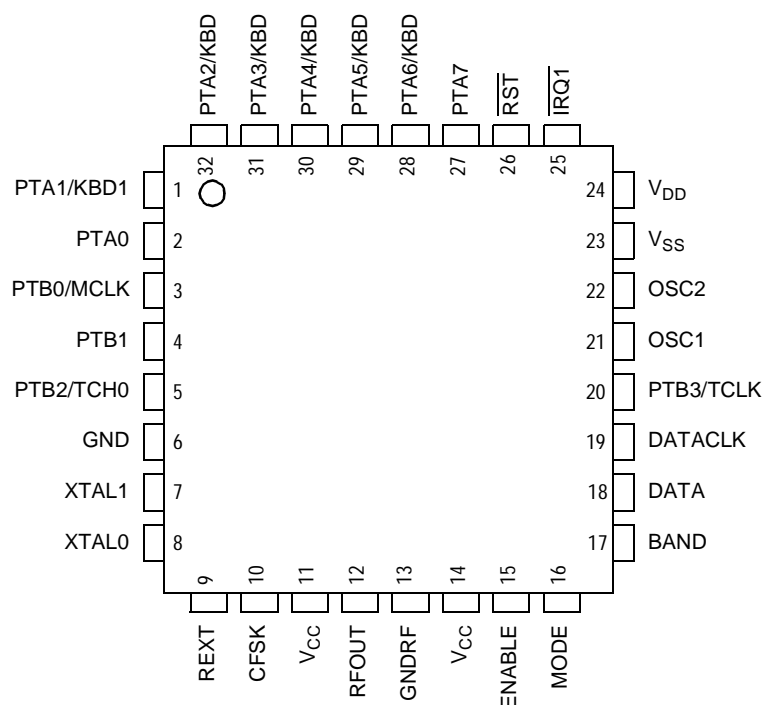 PTA2/KBD
PTA3/KBD
PTA4/KBD
PTA5/KBD
PTA6/KBD
PTA7
RST
IRQ1
32
31
30
29
28
27
26
25
PTA1/KBD1 1
PTA0 2
PTB0/MCLK 3
PTB1 4
PTB2/TCH0 5
GND 6
XTAL1 7
XTAL0 8
24 VDD
23 VSS
22 OSC2
21 OSC1
20 PTB3/TCLK
19 DATACLK
18 DATA
17 BAND
9
10
11
12
13
14
15
16
REXT
CFSK
VCC
RFOUT
GNDRF
VCC
ENABLE
MODE